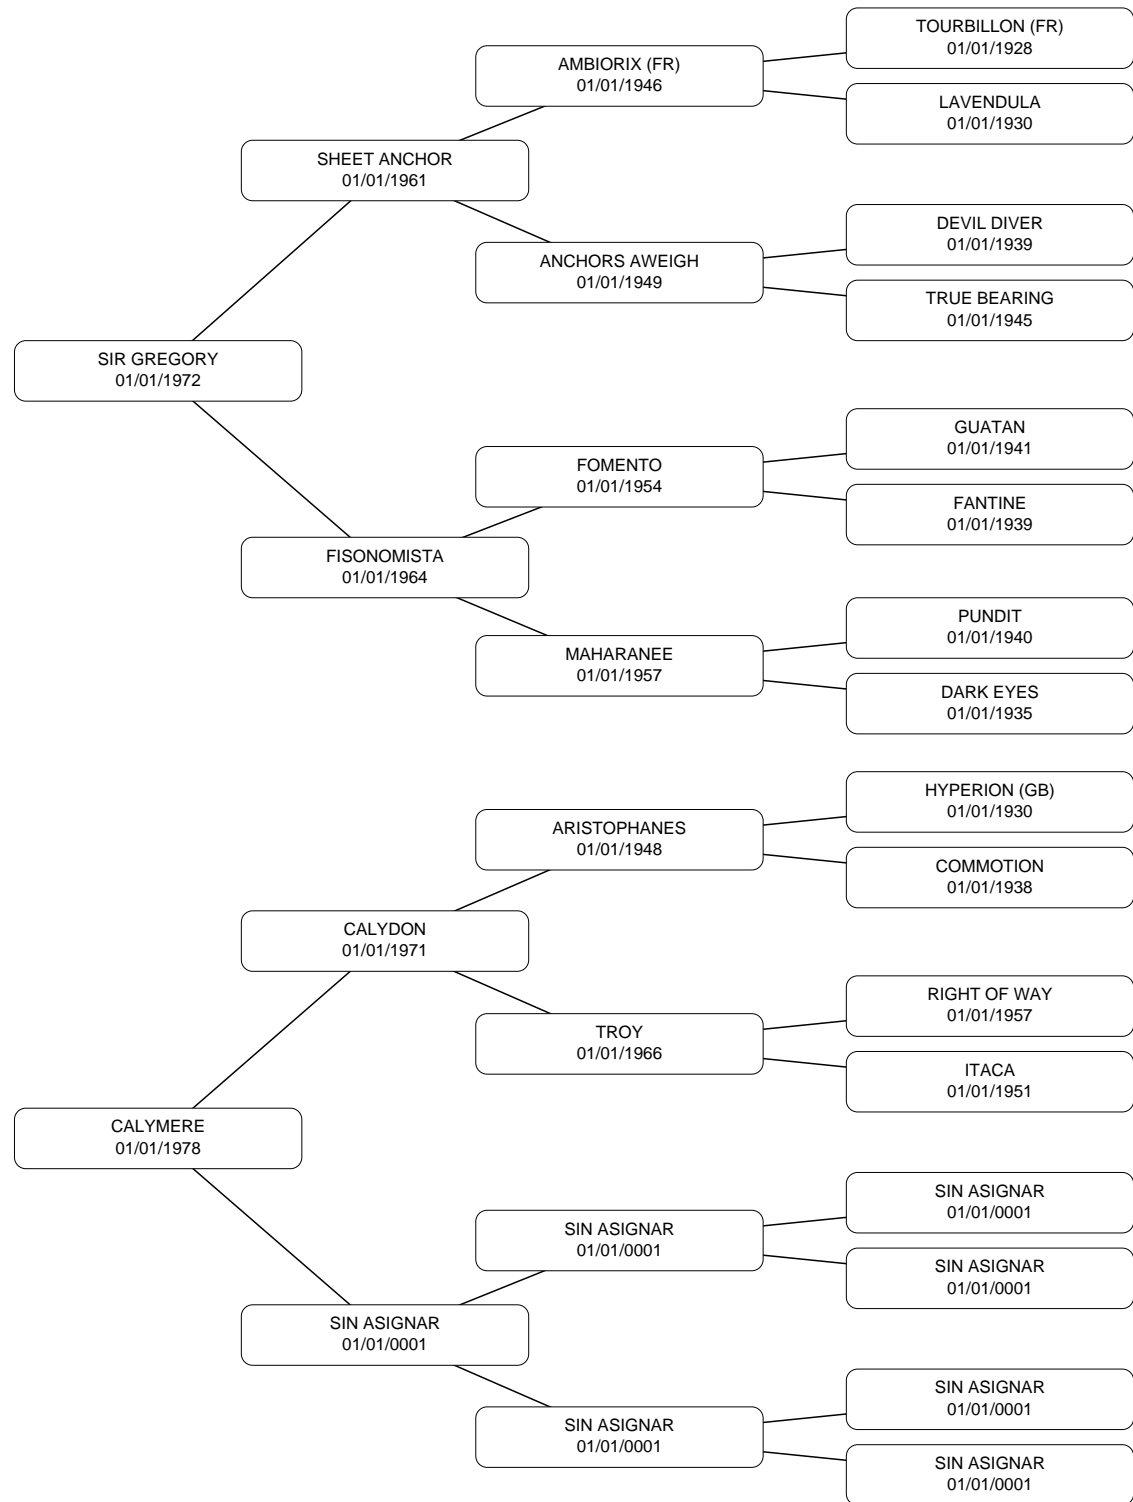 TOURBILLON (FR)
01/01/1928
AMBIORIX (FR)
01/01/1946
LAVENDULA
01/01/1930
SHEET ANCHOR
01/01/1961
DEVIL DIVER
01/01/1939
ANCHORS AWEIGH
01/01/1949
TRUE BEARING
01/01/1945
SIR GREGORY
01/01/1972
GUATAN
01/01/1941
FOMENTO
01/01/1954
FANTINE
01/01/1939
FISONOMISTA
01/01/1964
PUNDIT
01/01/1940
MAHARANEE
01/01/1957
DARK EYES
01/01/1935
HYPERION (GB)
01/01/1930
ARISTOPHANES
01/01/1948
COMMOTION
01/01/1938
CALYDON
01/01/1971
RIGHT OF WAY
01/01/1957
TROY
01/01/1966
ITACA
01/01/1951
CALYMERE
01/01/1978
SIN ASIGNAR
01/01/0001
SIN ASIGNAR
01/01/0001
SIN ASIGNAR
01/01/0001
SIN ASIGNAR
01/01/0001
SIN ASIGNAR
01/01/0001
SIN ASIGNAR
01/01/0001
SIN ASIGNAR
01/01/0001